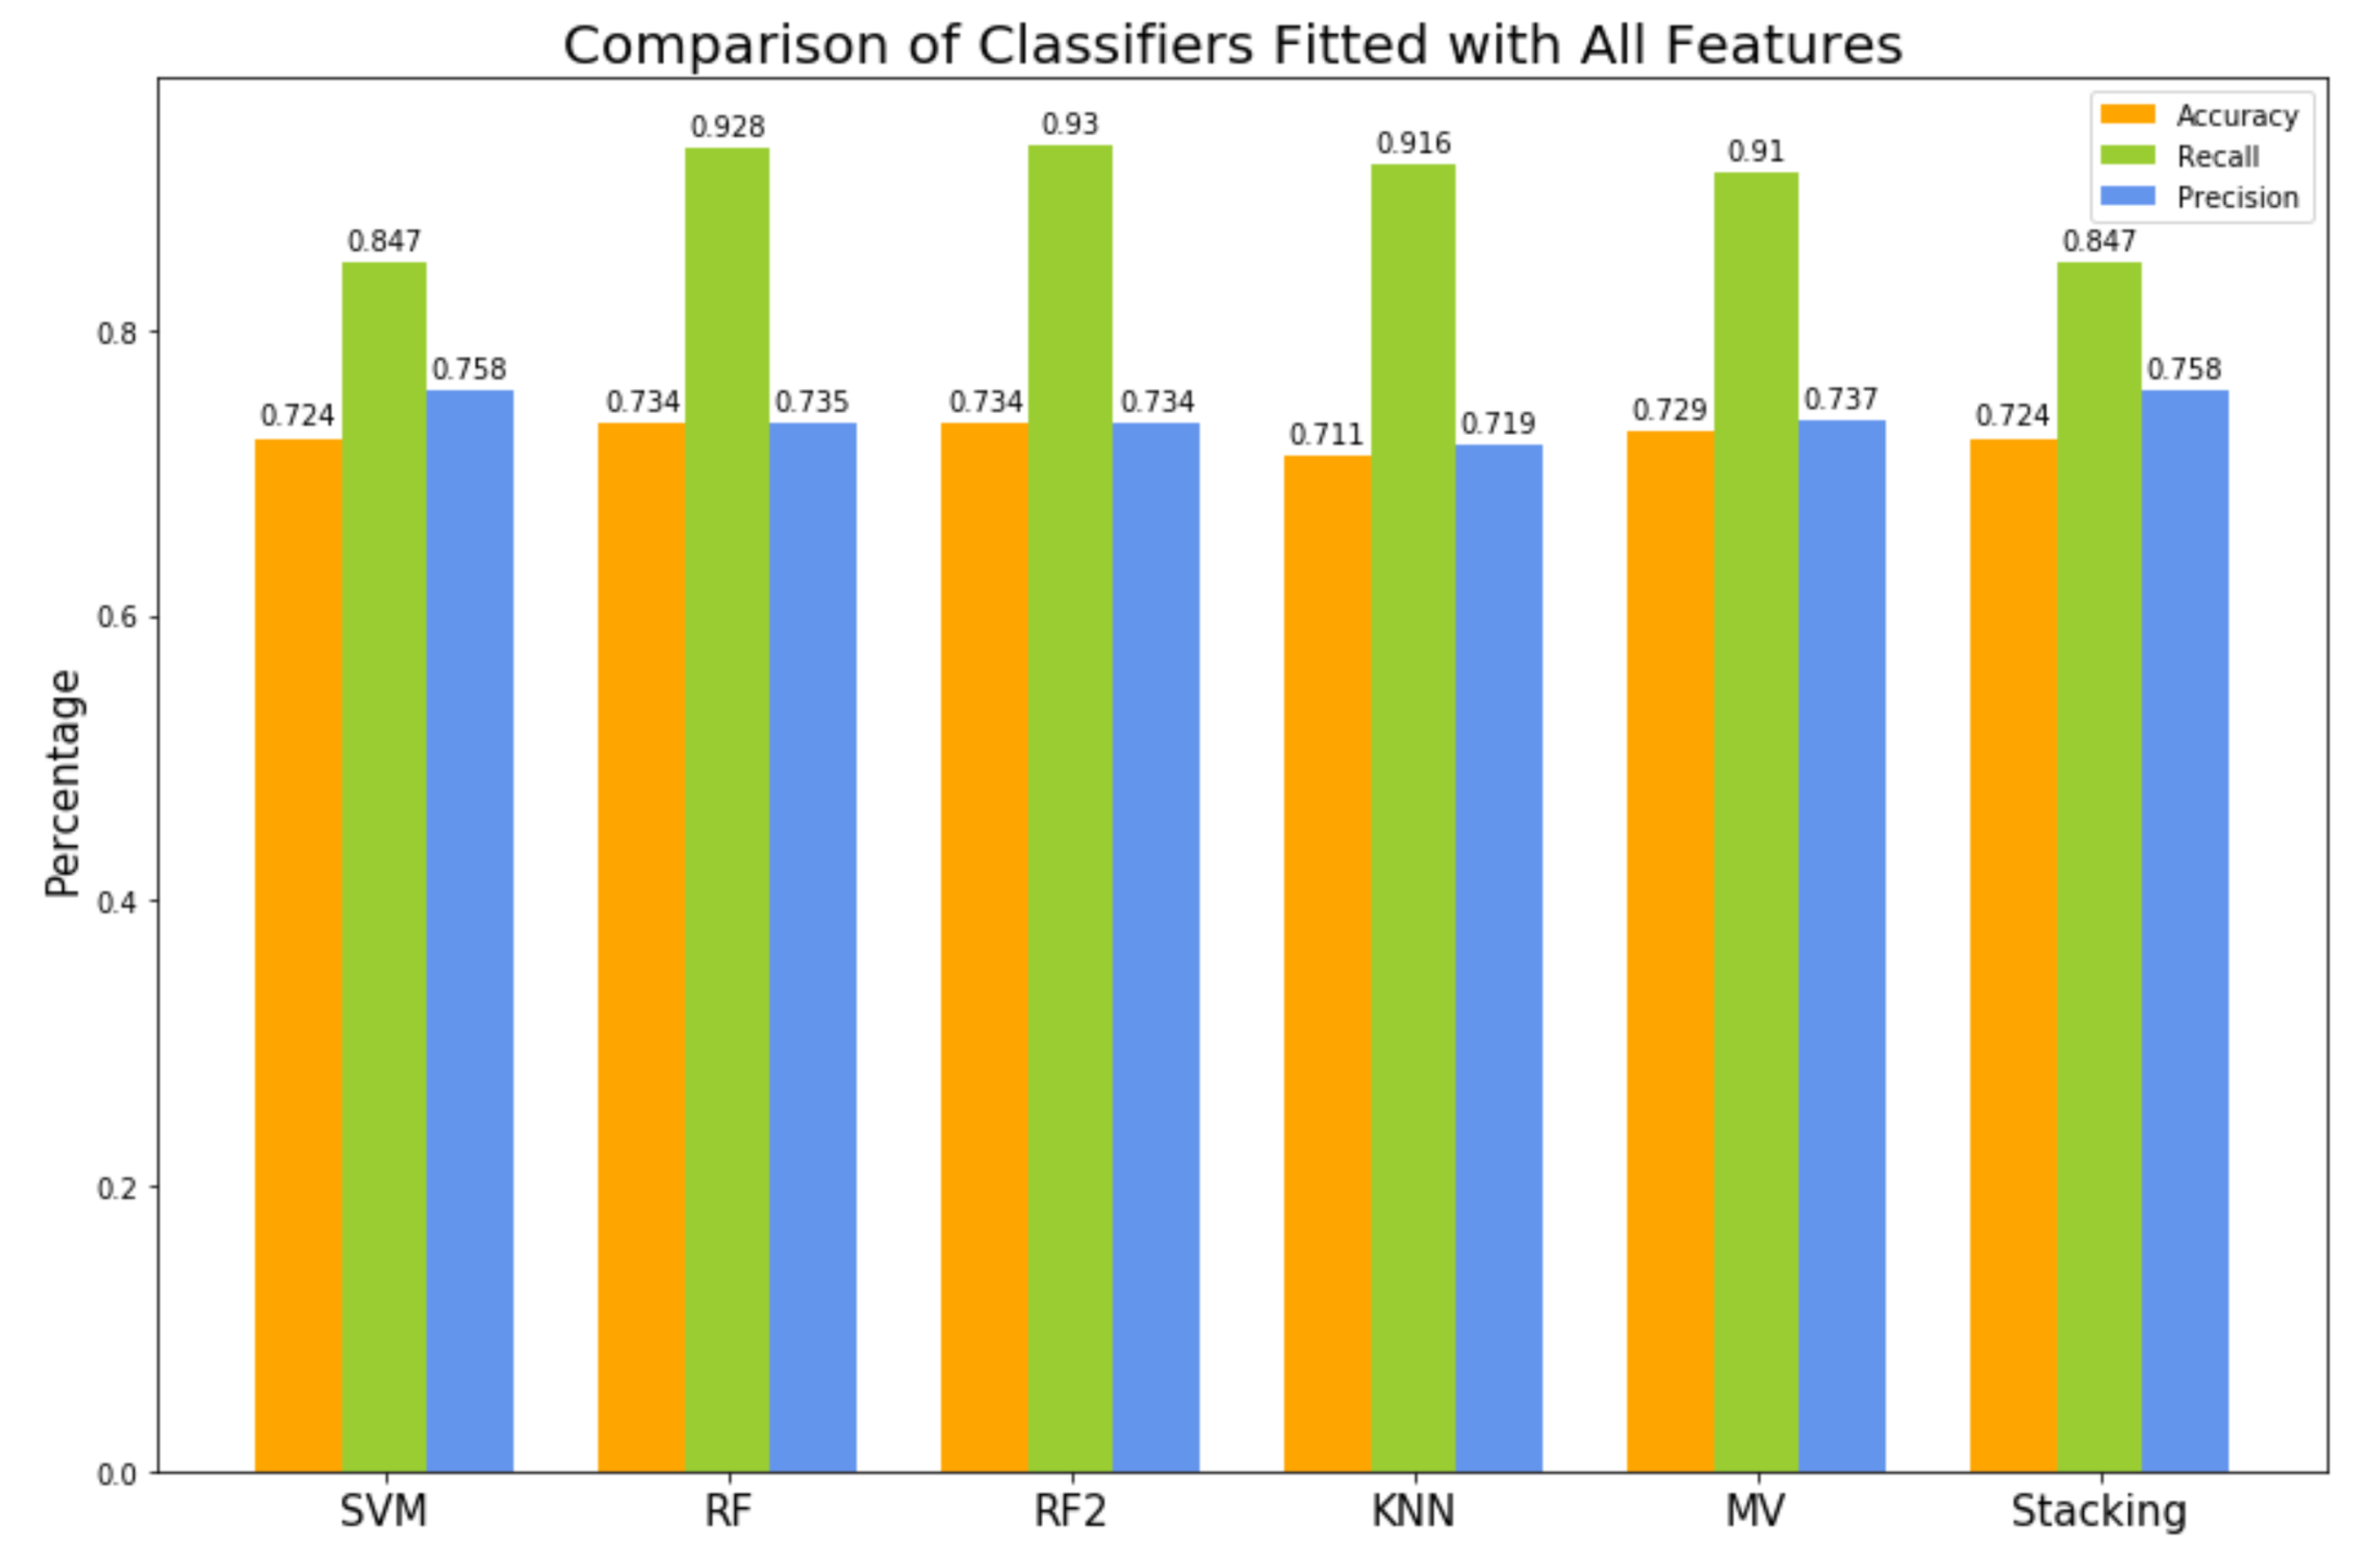 Comparison of Classifiers Fitted with All Features
Accuracy
Recall
Precision
0.724
0.847
0.758
0.734
0.928
0.735
0.734
0.93
0.734
0.711
0.916
0.719
0.729
0.91
0.737
0.724
0.847
0.758
Percentage
0.8
0.6
0.4
0.2
0.0
SVM
RF
RF2
KNN
MV
Stacking